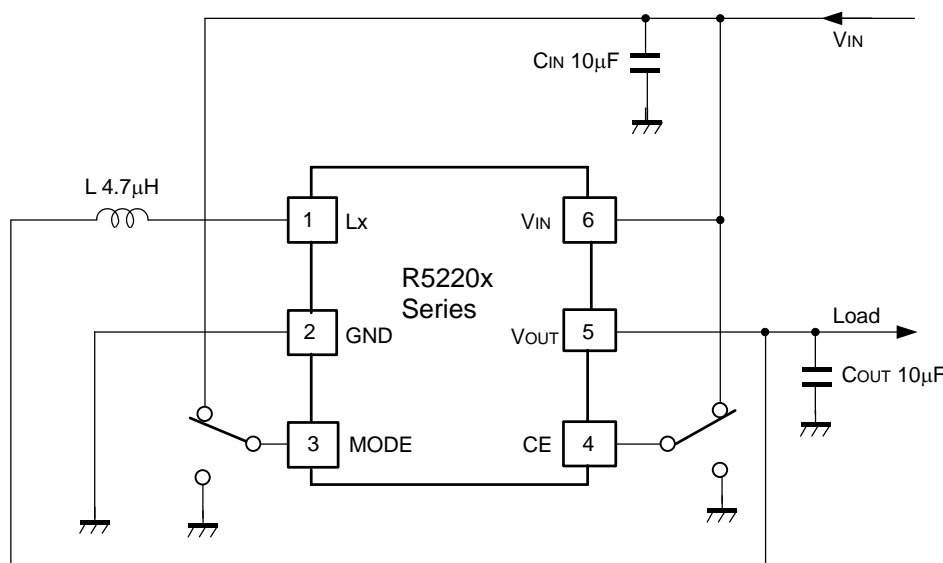 VIN
CIN 10μF
L 4.7μH
1 Lx
VIN 6
R5220x
Series
2 GND
VOUT 5
Load
COUT 10μF
3 MODE
CE 4